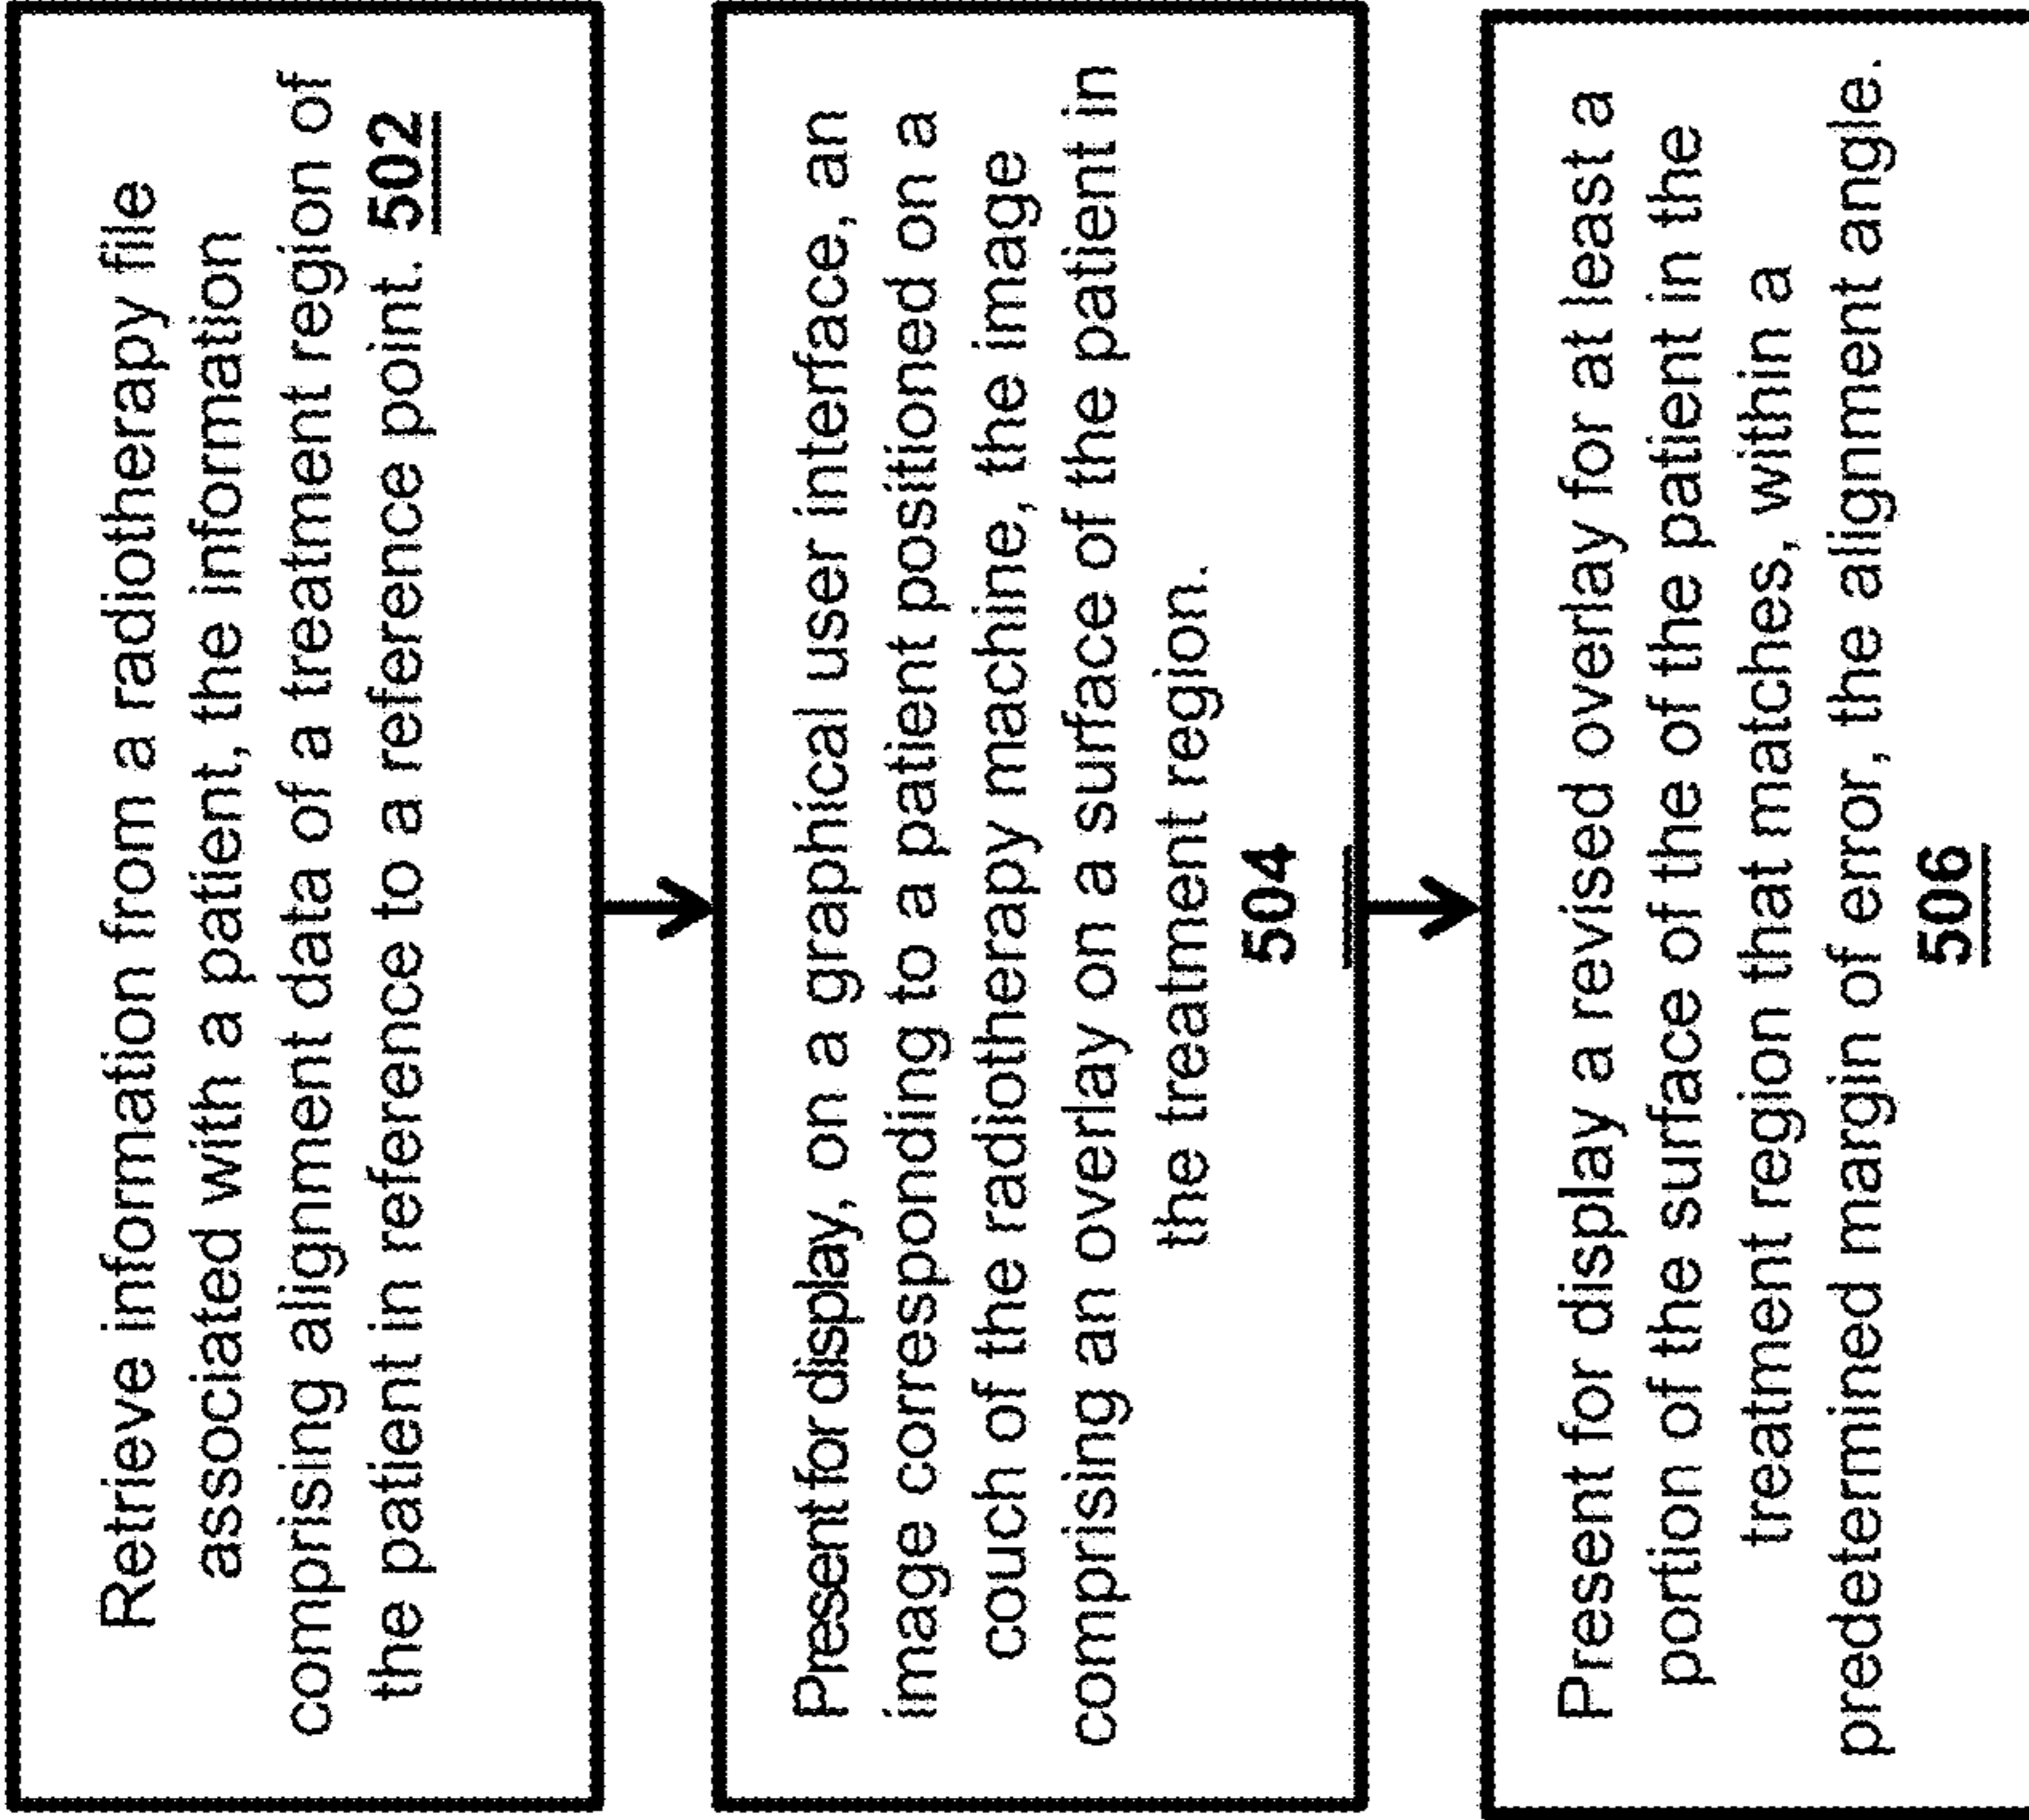 Retrieve information from a radiotherapy file
associated with a patient, the information
comprising alignment data of a treatment region of
the patient in reference to a reference point. 502
Present for display, on a graphical user interface, an
image corresponding to a patient positioned on a
couch of the radiotherapy machine, the image
comprising an overlay on a surface of the patient in
the treatment region.
504
Present for display a revised overlay for at least a
portion of the surface of the of the patient in the
treatment region that matches, within a
predetermined margin of error, the alignment angle.
506